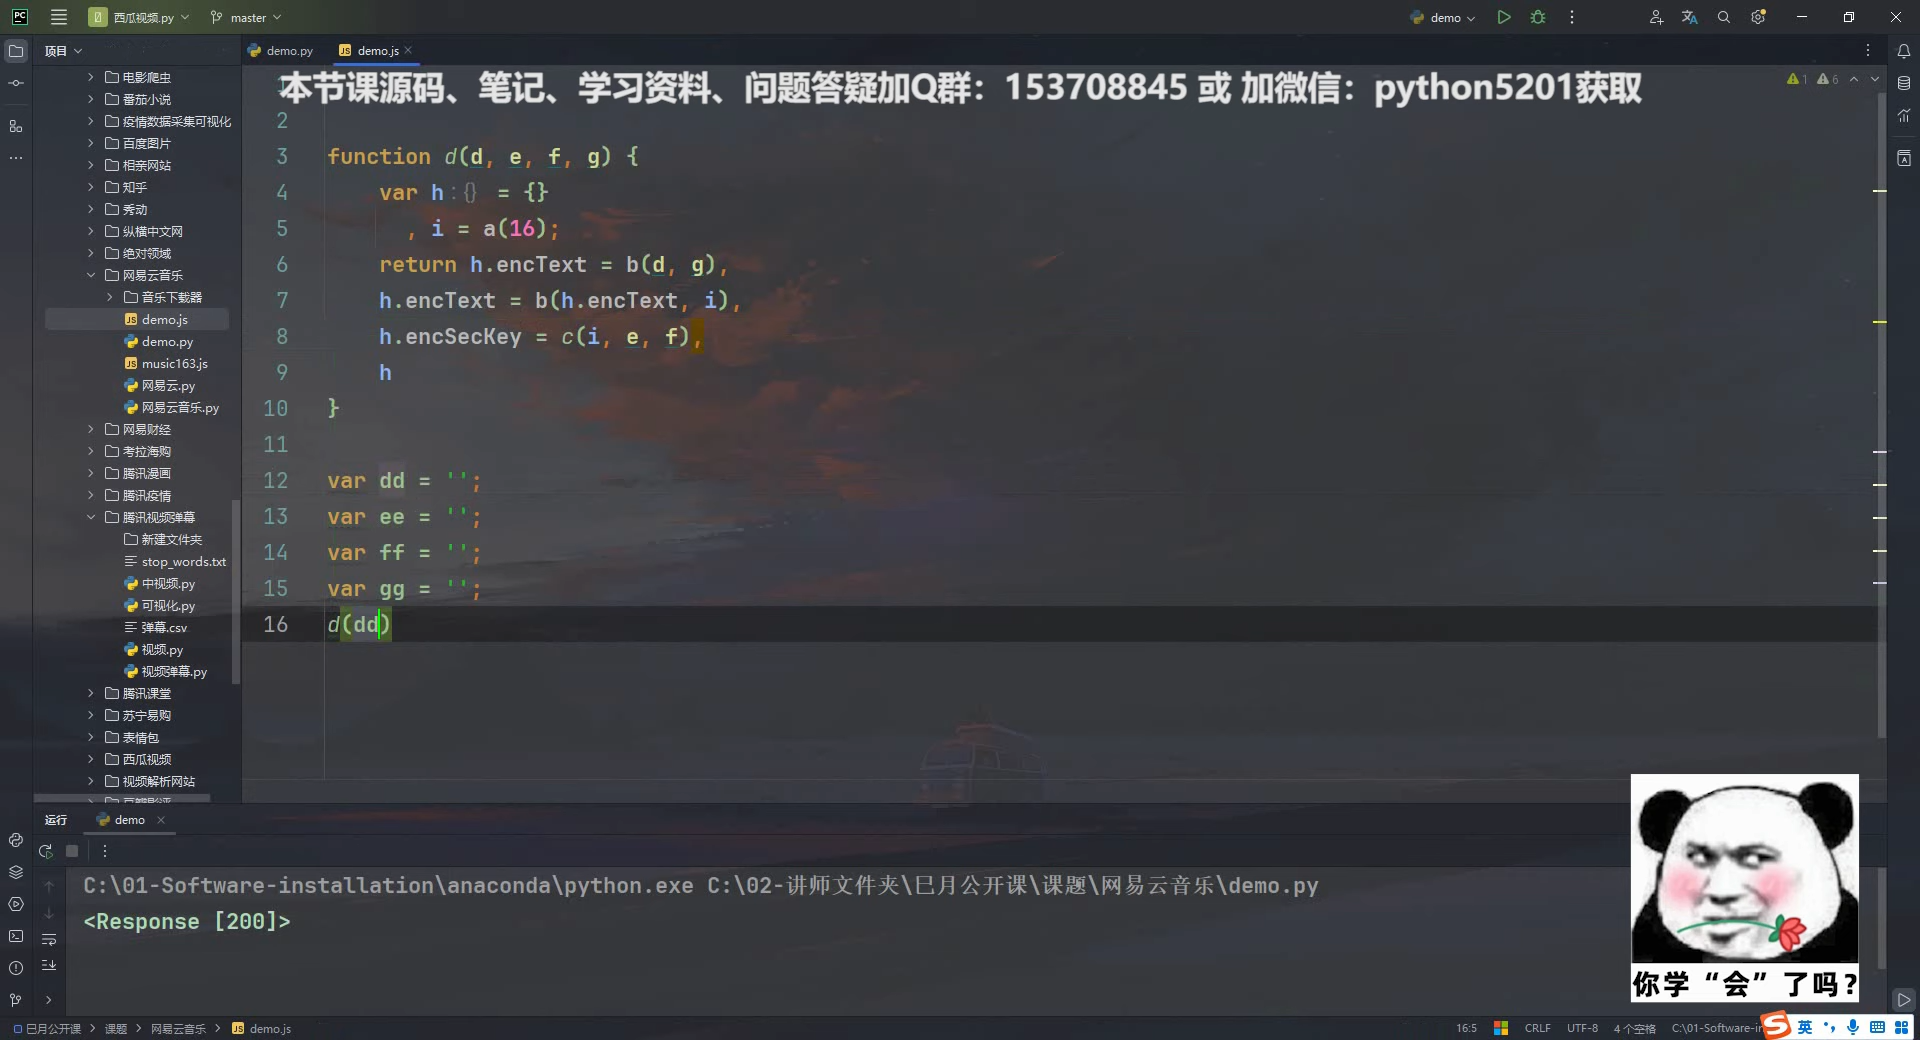 PC
西瓜视频.py
master
demo
项目
demo.py
JS demo.js
电影爬虫
番茄小说
疫情数据采集可视化
百度图片
相亲网站
知乎
秀动
纵横中文网
绝对领域
网易云音乐
音乐下载器
JS demo.js
demo.py
JS music163.js
网易云.py
网易云音乐.py
网易财经
考拉海购
腾讯漫画
腾讯疫情
腾讯视频弹幕
新建文件夹
stop_words.txt
中视频.py
可视化.py
弹幕.csv
视频.py
视频弹幕.py
腾讯课堂
苏宁易购
表情包
西瓜视频
视频解析网站
本节课源码、笔记、学习资料、问题答疑加Q群：153708845 或 加微信：python5201获取
1 6
2
3 function d(d, e, f, g) {
4 var h : {} = {}
5 , i = a(16);
6 return h.encText = b(d, g),
7 h.encText = b(h.encText, i),
8 h.encSecKey = c(i, e, f),
9 h
10 }
11
12 var dd = '';
13 var ee = '';
14 var ff = '';
15 var gg = '';
16 d(dd)
运行
demo
C:\01-Software-installation\anaconda\python.exe C:\02-讲师文件夹\巳月公开课\课题\网易云音乐\demo.py
<Response [200]>
你学“会”了吗?
巳月公开课 > 课题 > 网易云音乐 > JS demo.js
16:5 CRLF UTF-8 4 个空格 C:\01-Software-in
S 英